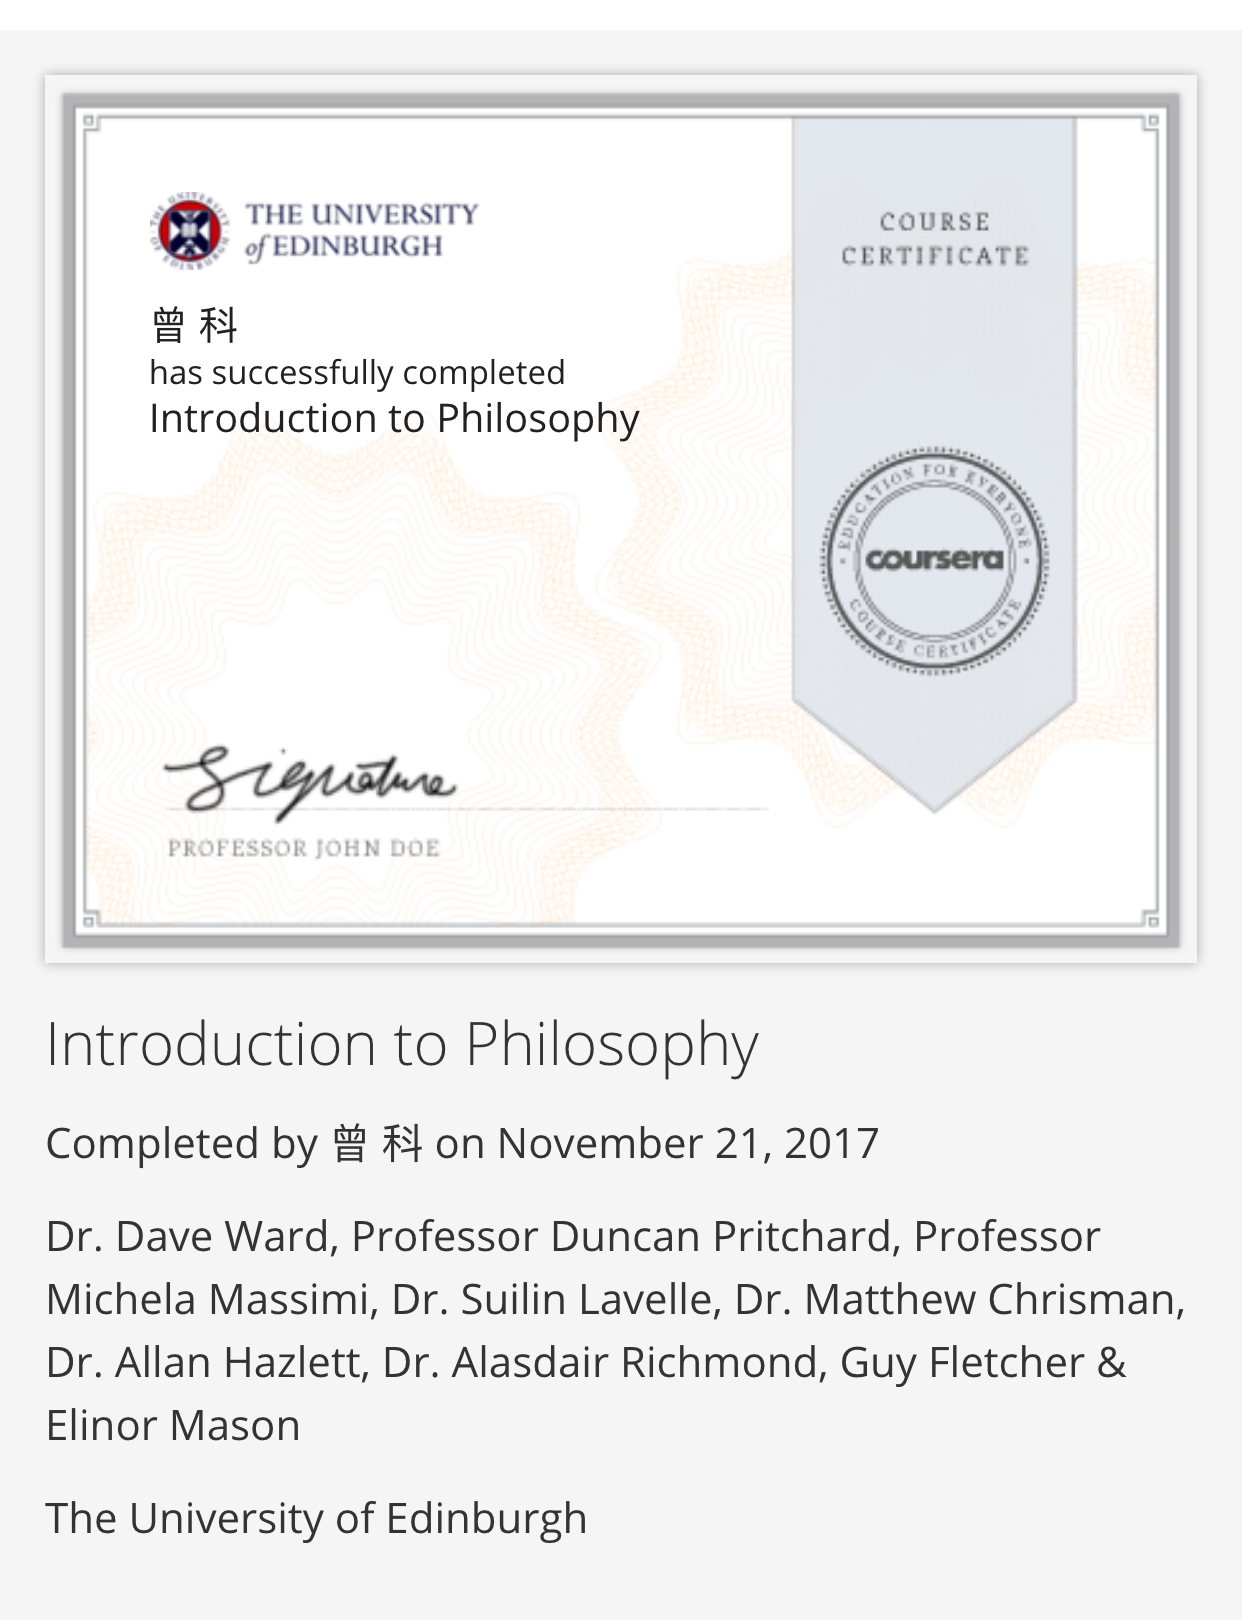 THE UNIVERSITY
of EDINBURGH
曾 科
has successfully completed
Introduction to Philosophy
COURSE
CERTIFICATE
EDUCATION FOR EVERYONE
coursera
COURSE CERTIFICATE
Signature
PROFESSOR JOHN DOE
Introduction to Philosophy
Completed by 曾 科 on November 21, 2017
Dr. Dave Ward, Professor Duncan Pritchard, Professor
Michela Massimi, Dr. Suilin Lavelle, Dr. Matthew Chrisman,
Dr. Allan Hazlett, Dr. Alasdair Richmond, Guy Fletcher &
Elinor Mason
The University of Edinburgh